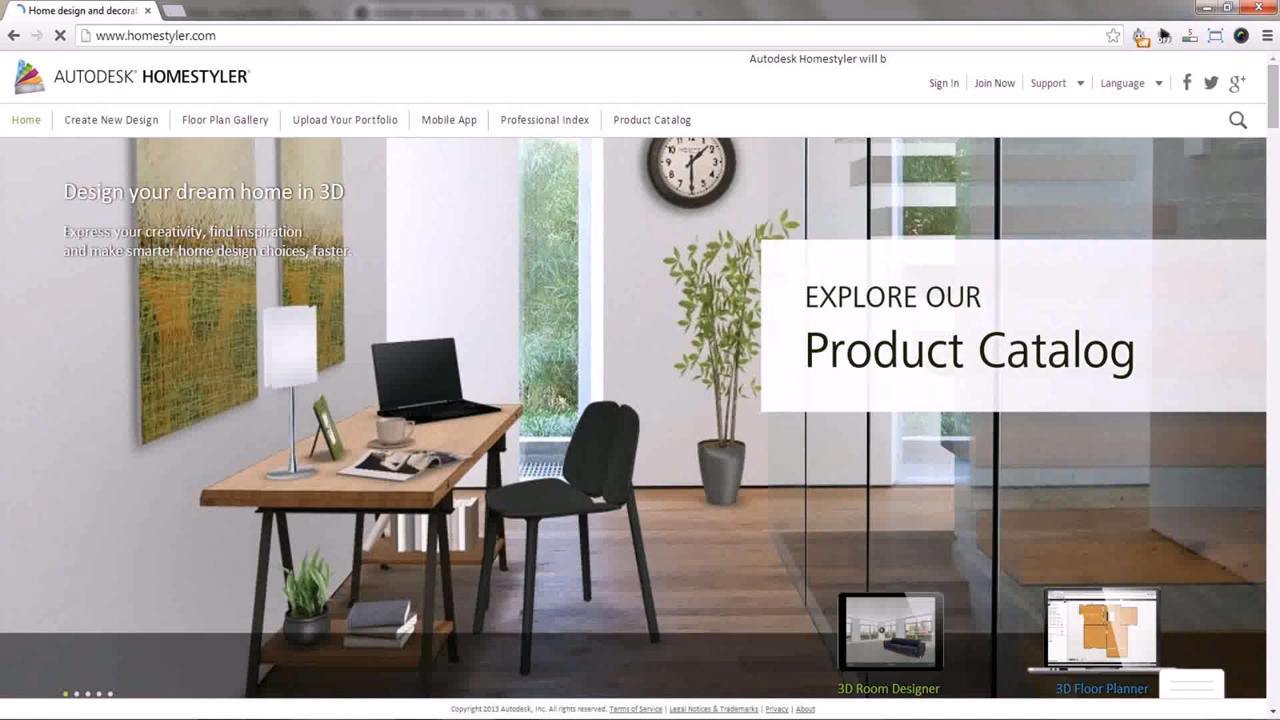 Home design and decorat
www.homestyler.com
Autodesk Homestyler will b
AUTODESK® HOMESTYLER®
Sign In
Join Now
Support
Language
Home
Create New Design
Floor Plan Gallery
Upload Your Portfolio
Mobile App
Professional Index
Product Catalog
Design your dream home in 3D
Express your creativity, find inspiration
and make smarter home design choices, faster.
EXPLORE OUR
Product Catalog
3D Room Designer
3D Floor Planner
Copyright 2013 Autodesk, Inc. All rights reserved. Terms of Service | Legal Notices & Trademarks | Privacy | About